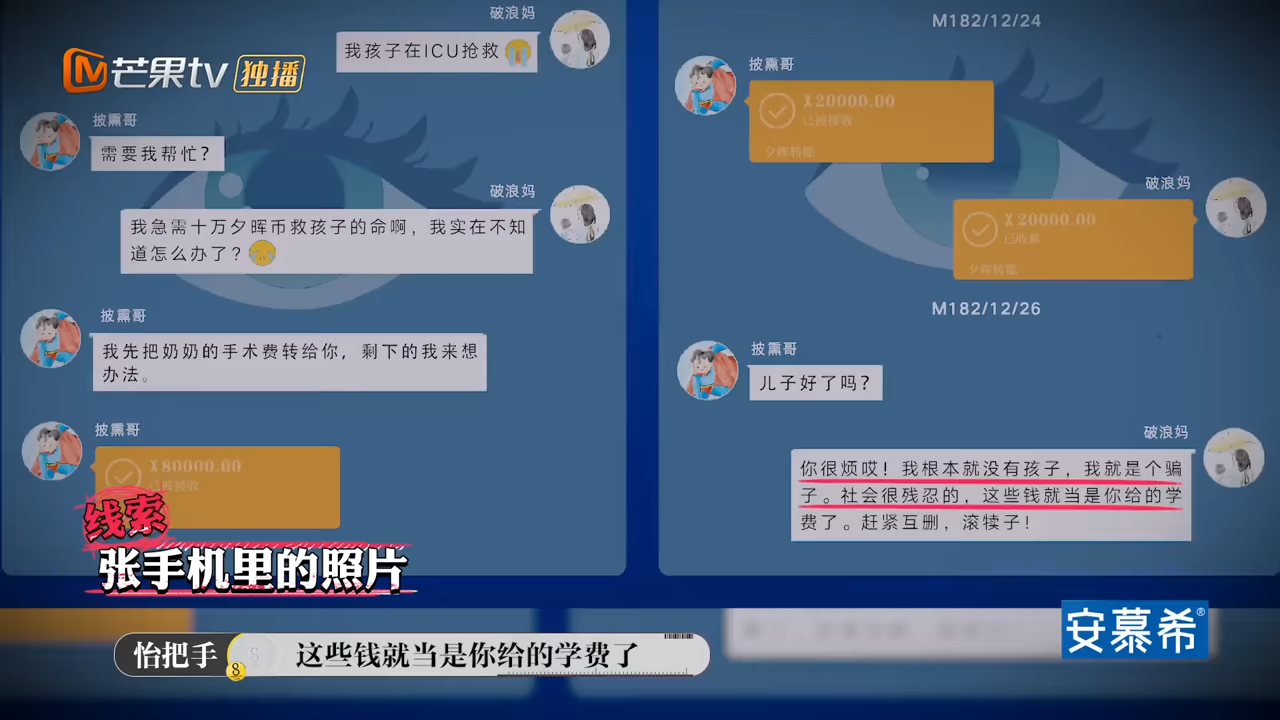 芒果tv 独播
破浪妈
我孩子在ICU抢救
披熏哥
需要我帮忙?
破浪妈
我急需十万夕晖币救孩子的命啊，我实在不知
道怎么办了?
披熏哥
我先把奶奶的手术费转给你，剩下的我来想
办法。
披熏哥
¥80000.00
已被接收
M182/12/24
披熏哥
¥20000.00
已被接收
夕晖转账
破浪妈
¥20000.00
已收款
夕晖转账
M182/12/26
披熏哥
儿子好了吗?
破浪妈
你很烦哎！我根本就没有孩子，我就是个骗
子。社会很残忍的，这些钱就当是你给的学
费了。赶紧互删，滚犊子！
线索
张手机里的照片
怡把手
8
这些钱就当是你给的学费了
安慕希®